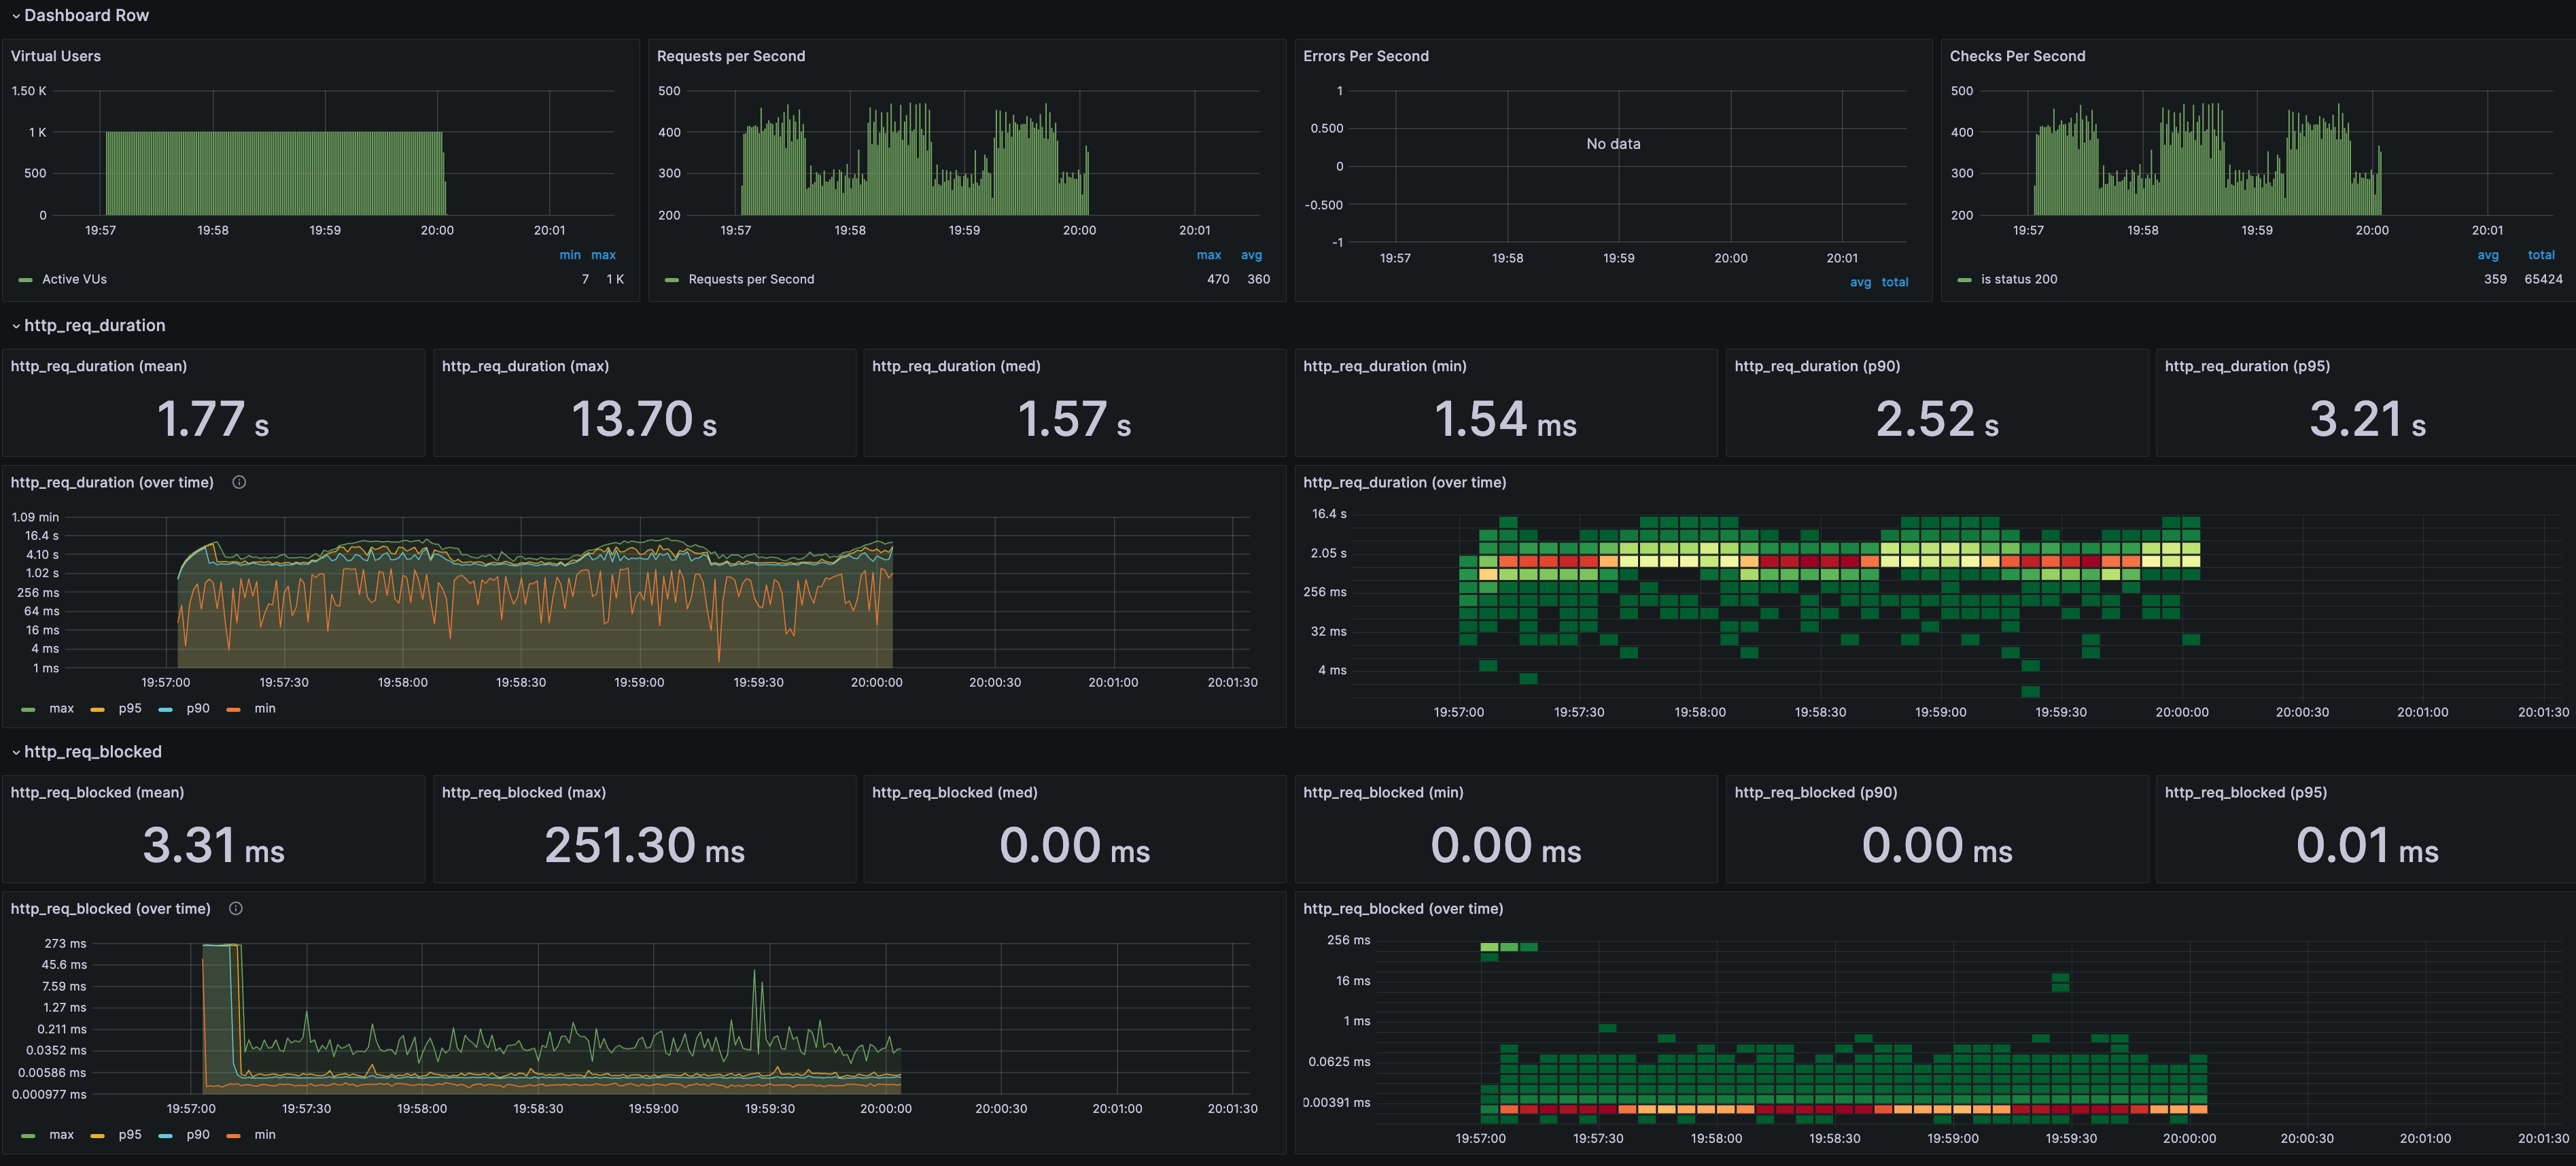 Dashboard Row
Virtual Users
1.50 K
1 K
500
0
19:57 19:58 19:59 20:00 20:01
min max
Active VUs 7 1 K
Requests per Second
500
400
300
200
19:57 19:58 19:59 20:00 20:01
max avg
Requests per Second 470 360
Errors Per Second
1
0.500
0
-0.500
-1
No data
19:57 19:58 19:59 20:00 20:01
avg total
Checks Per Second
500
400
300
200
19:57 19:58 19:59 20:00 20:01
avg total
is status 200 359 65424
http_req_duration
http_req_duration (mean)
1.77 s
http_req_duration (max)
13.70 s
http_req_duration (med)
1.57 s
http_req_duration (min)
1.54 ms
http_req_duration (p90)
2.52 s
http_req_duration (p95)
3.21 s
http_req_duration (over time)
1.09 min
16.4 s
4.10 s
1.02 s
256 ms
64 ms
16 ms
4 ms
1 ms
19:57:00 19:57:30 19:58:00 19:58:30 19:59:00 19:59:30 20:00:00 20:00:30 20:01:00 20:01:30
max p95 p90 min
http_req_duration (over time)
16.4 s
2.05 s
256 ms
32 ms
4 ms
19:57:00 19:57:30 19:58:00 19:58:30 19:59:00 19:59:30 20:00:00 20:00:30 20:01:00 20:01:30
http_req_blocked
http_req_blocked (mean)
3.31 ms
http_req_blocked (max)
251.30 ms
http_req_blocked (med)
0.00 ms
http_req_blocked (min)
0.00 ms
http_req_blocked (p90)
0.00 ms
http_req_blocked (p95)
0.01 ms
http_req_blocked (over time)
273 ms
45.6 ms
7.59 ms
1.27 ms
0.211 ms
0.0352 ms
0.00586 ms
0.000977 ms
19:57:00 19:57:30 19:58:00 19:58:30 19:59:00 19:59:30 20:00:00 20:00:30 20:01:00 20:01:30
max p95 p90 min
http_req_blocked (over time)
256 ms
16 ms
1 ms
0.0625 ms
0.00391 ms
19:57:00 19:57:30 19:58:00 19:58:30 19:59:00 19:59:30 20:00:00 20:00:30 20:01:00 20:01:30